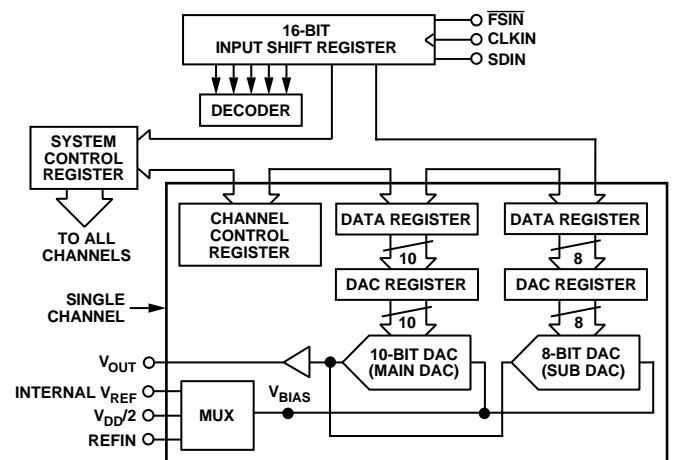 16-BIT
INPUT SHIFT REGISTER
FSIN
CLKIN
SDIN
DECODER
SYSTEM
CONTROL
REGISTER
TO ALL
CHANNELS
CHANNEL
CONTROL
REGISTER
DATA REGISTER
DATA REGISTER
10
8
DAC REGISTER
DAC REGISTER
10
8
SINGLE
CHANNEL
10-BIT DAC
(MAIN DAC)
8-BIT DAC
(SUB DAC)
VOUT
INTERNAL VREF
VDD/2
REFIN
MUX
VBIAS